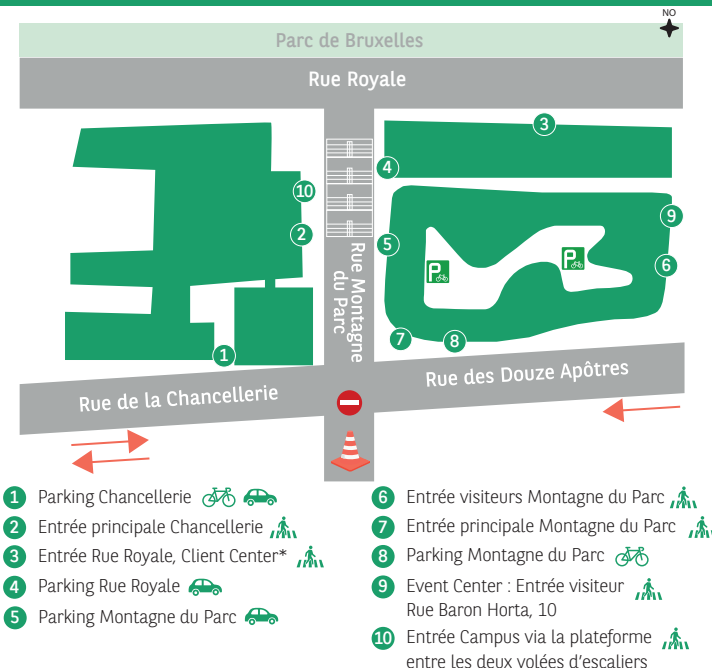 NO
Parc de Bruxelles
Rue Royale
3
4
10
9
2
5
Rue Montagne
du Parc
P
P
6
7
8
1
Rue des Douze Apôtres
Rue de la Chancellerie
1 Parking Chancellerie
2 Entrée principale Chancellerie
3 Entrée Rue Royale, Client Center*
4 Parking Rue Royale
5 Parking Montagne du Parc
6 Entrée visiteurs Montagne du Parc
7 Entrée principale Montagne du Parc
8 Parking Montagne du Parc
9 Event Center : Entrée visiteur
Rue Baron Horta, 10
10 Entrée Campus via la plateforme
entre les deux volées d'escaliers